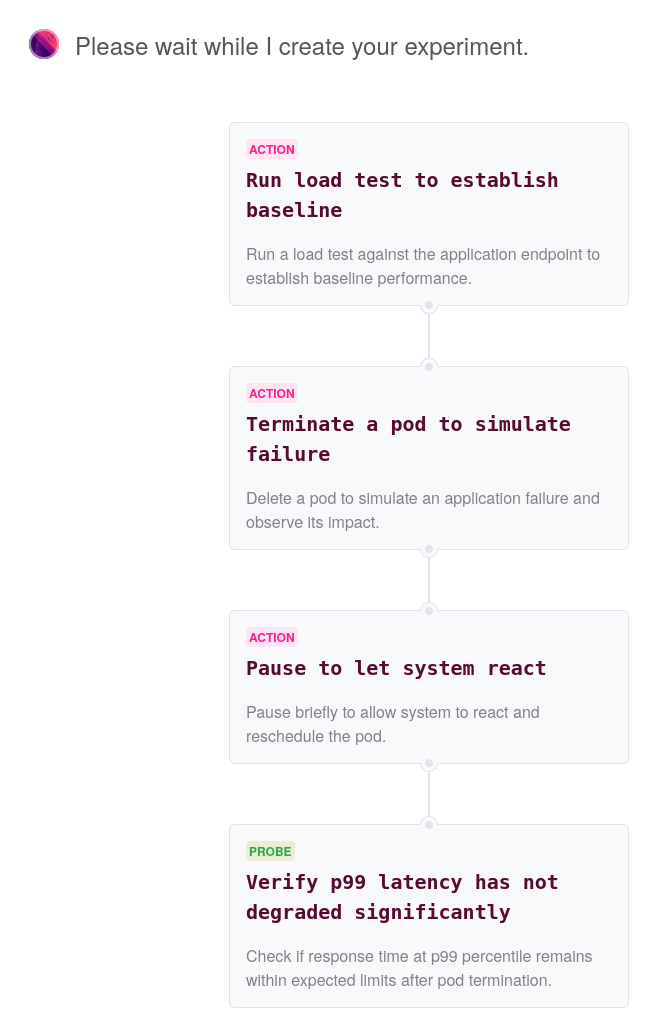 Please wait while I create your experiment.
ACTION
Run load test to establish
baseline
Run a load test against the application endpoint to
establish baseline performance.
ACTION
Terminate a pod to simulate
failure
Delete a pod to simulate an application failure and
observe its impact.
ACTION
Pause to let system react
Pause briefly to allow system to react and
reschedule the pod.
PROBE
Verify p99 latency has not
degraded significantly
Check if response time at p99 percentile remains
within expected limits after pod termination.